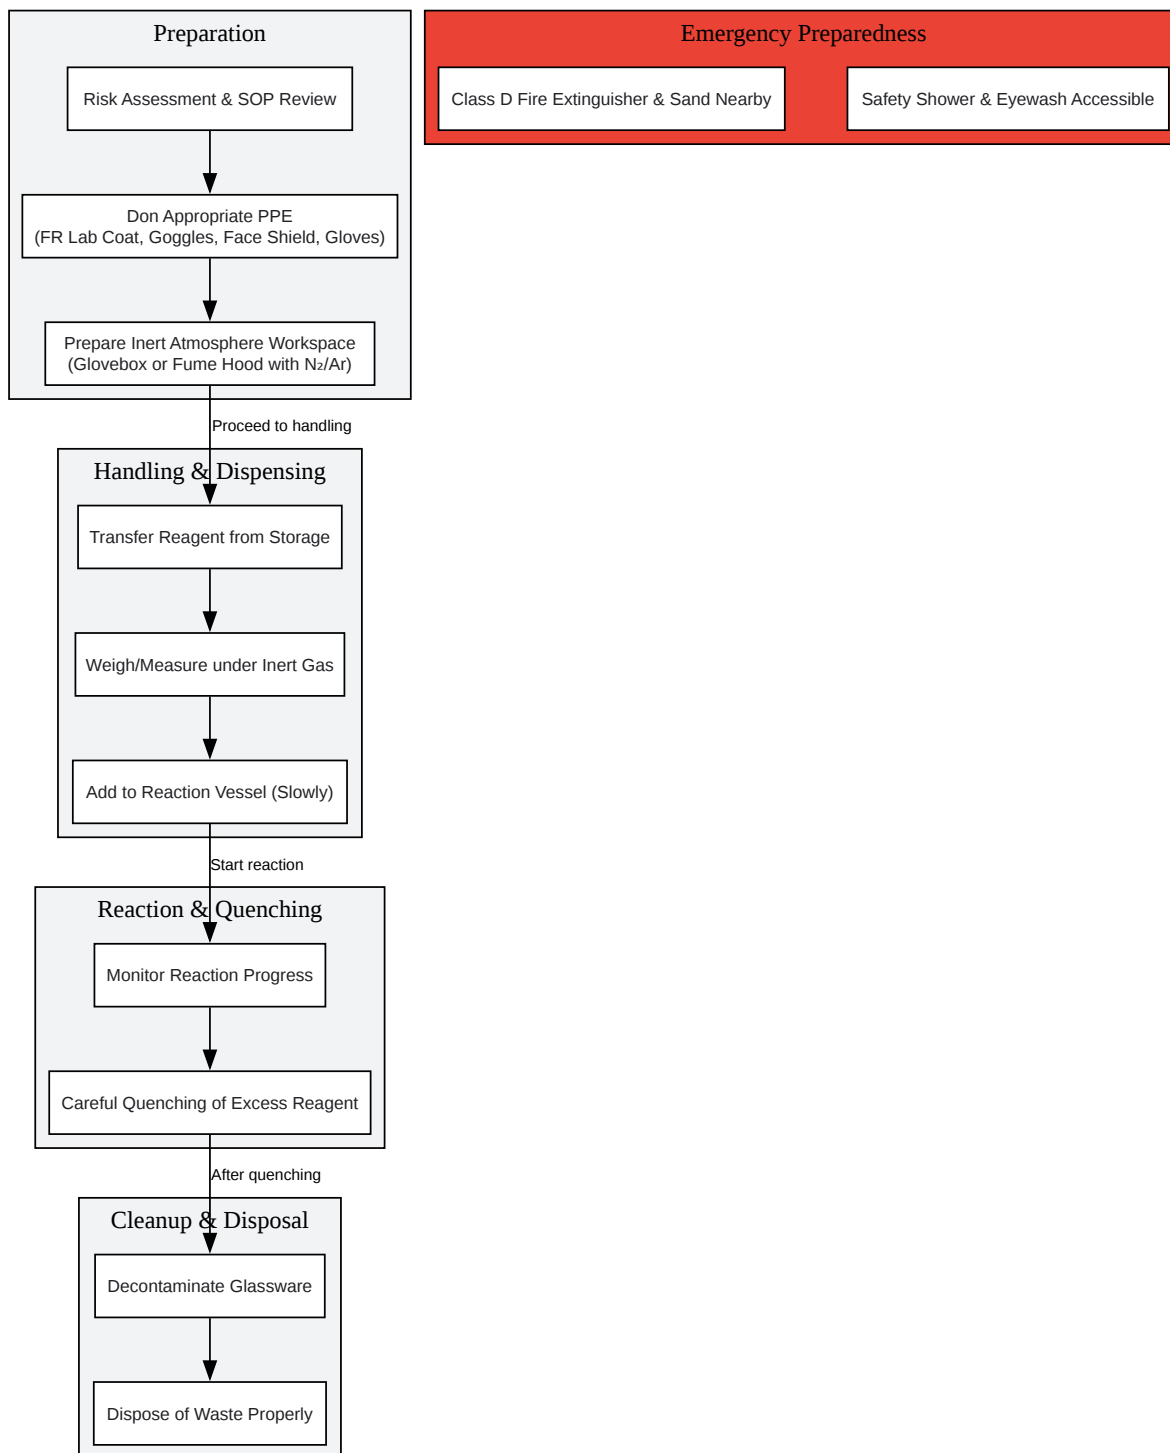 Preparation
Risk Assessment & SOP Review
Don Appropriate PPE
(FR Lab Coat, Goggles, Face Shield, Gloves)
Prepare Inert Atmosphere Workspace
(Glovebox or Fume Hood with N₂/Ar)
Emergency Preparedness
Class D Fire Extinguisher & Sand Nearby
Safety Shower & Eyewash Accessible
Proceed to handling
Handling & Dispensing
Transfer Reagent from Storage
Weigh/Measure under Inert Gas
Add to Reaction Vessel (Slowly)
Start reaction
Reaction & Quenching
Monitor Reaction Progress
Careful Quenching of Excess Reagent
After quenching
Cleanup & Disposal
Decontaminate Glassware
Dispose of Waste Properly